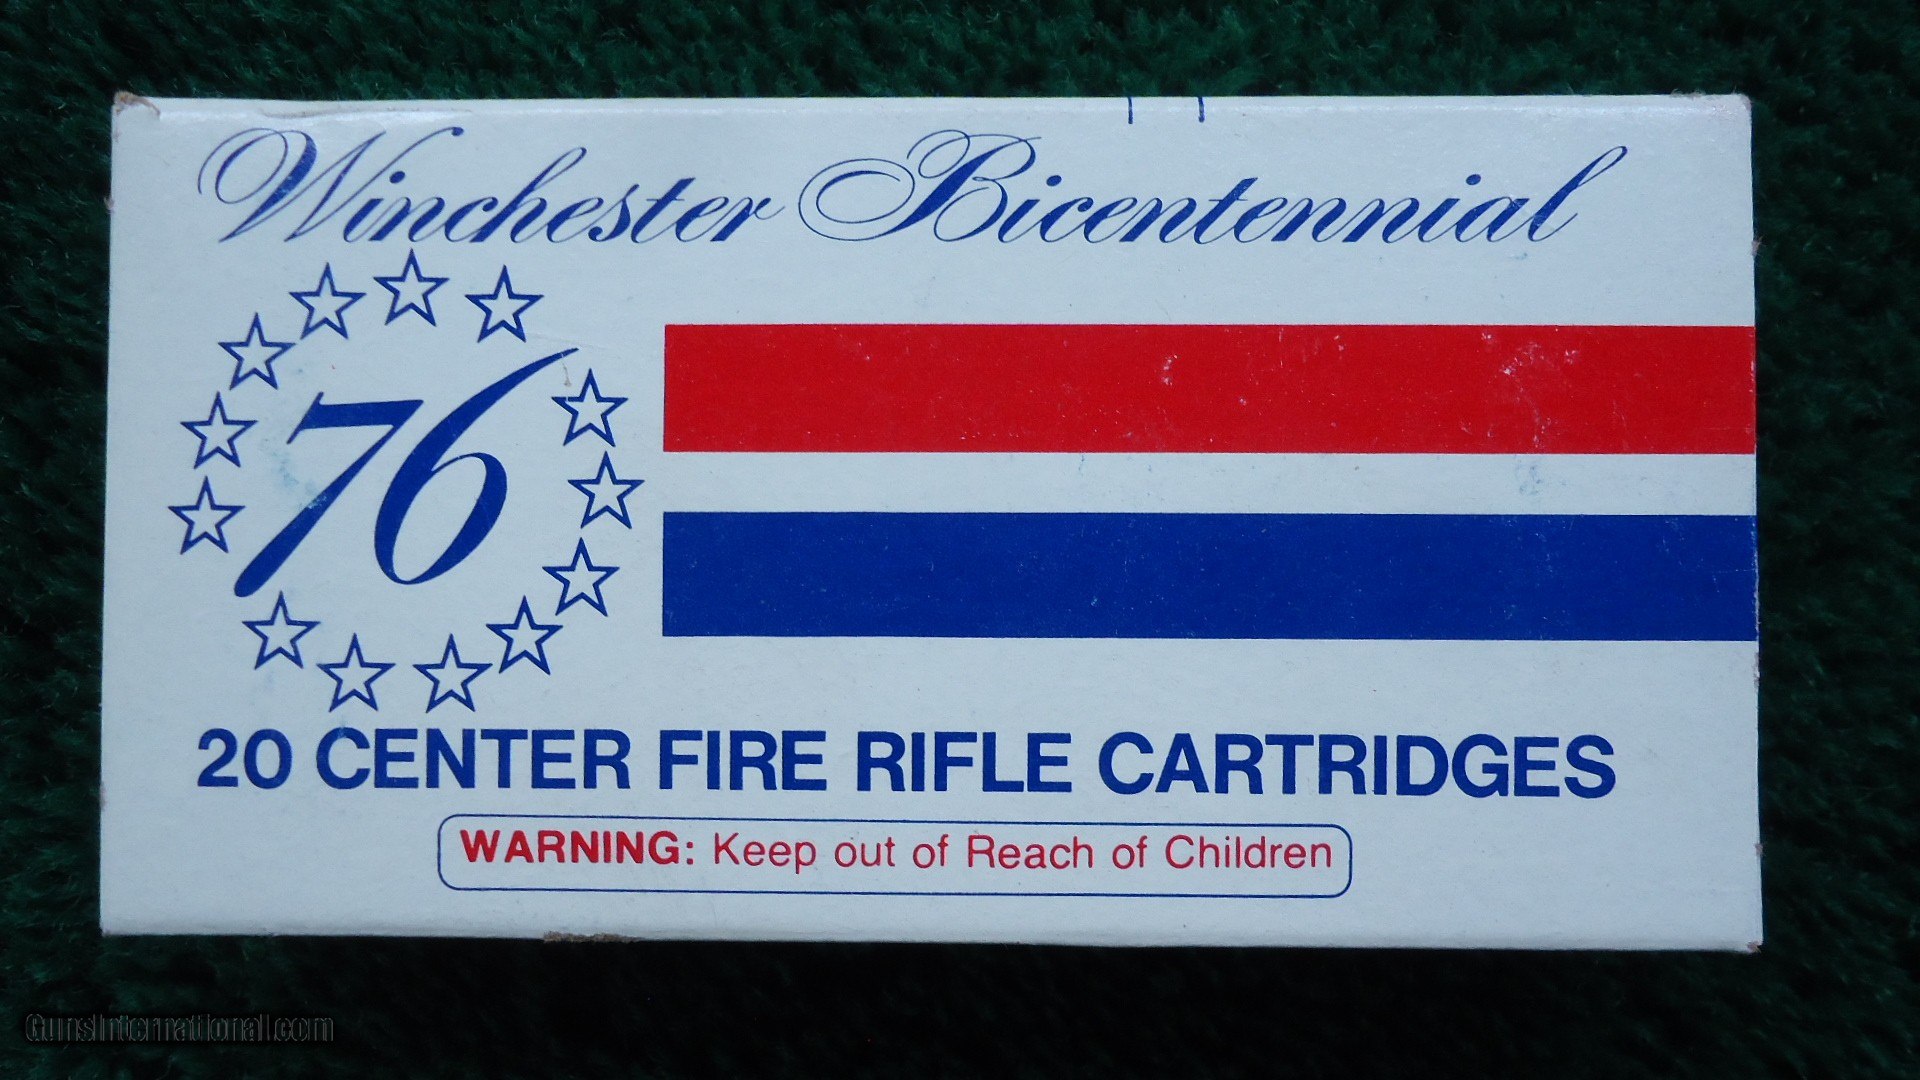 Winchester Bicentennial
76
20 CENTER FIRE RIFLE CARTRIDGES
WARNING: Keep out of Reach of Children
GunsInternational.com